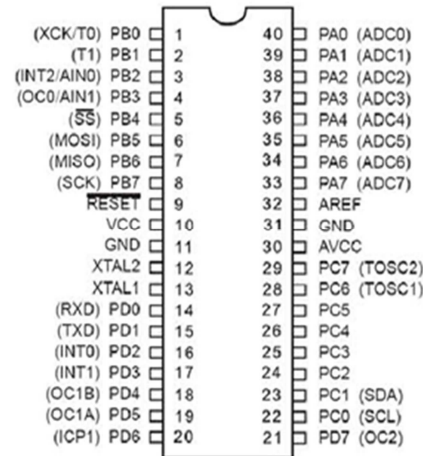 (XCK/T0) PB0 1 40 PA0 (ADC0)
(T1) PB1 2 39 PA1 (ADC1)
(INT2/AIN0) PB2 3 38 PA2 (ADC2)
(OC0/AIN1) PB3 4 37 PA3 (ADC3)
(SS) PB4 5 36 PA4 (ADC4)
(MOSI) PB5 6 35 PA5 (ADC5)
(MISO) PB6 7 34 PA6 (ADC6)
(SCK) PB7 8 33 PA7 (ADC7)
RESET 9 32 AREF
VCC 10 31 GND
GND 11 30 AVCC
XTAL2 12 29 PC7 (TOSC2)
XTAL1 13 28 PC6 (TOSC1)
(RXD) PD0 14 27 PC5
(TXD) PD1 15 26 PC4
(INT0) PD2 16 25 PC3
(INT1) PD3 17 24 PC2
(OC1B) PD4 18 23 PC1 (SDA)
(OC1A) PD5 19 22 PC0 (SCL)
(ICP1) PD6 20 21 PD7 (OC2)